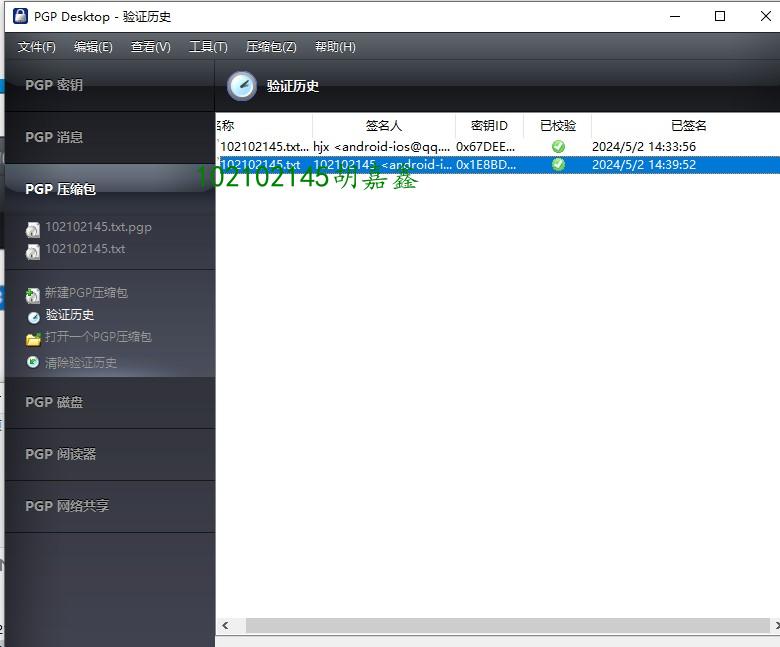 PGP Desktop - 验证历史
文件(F) 编辑(E) 查看(V) 工具(T) 压缩包(Z) 帮助(H)
PGP 密钥
验证历史
名称 签名人 密钥ID 已校验 已签名
102102145.txt... hjx <android-ios@qq.... 0x67DEE... 2024/5/2 14:33:56
102102145.txt 102102145 <android-i... 0x1E8BD... 2024/5/2 14:39:52
102102145胡嘉鑫
PGP 消息
PGP 压缩包
102102145.txt.pgp
102102145.txt
新建PGP压缩包
验证历史
打开一个PGP压缩包
清除验证历史
PGP 磁盘
PGP 阅读器
PGP 网络共享